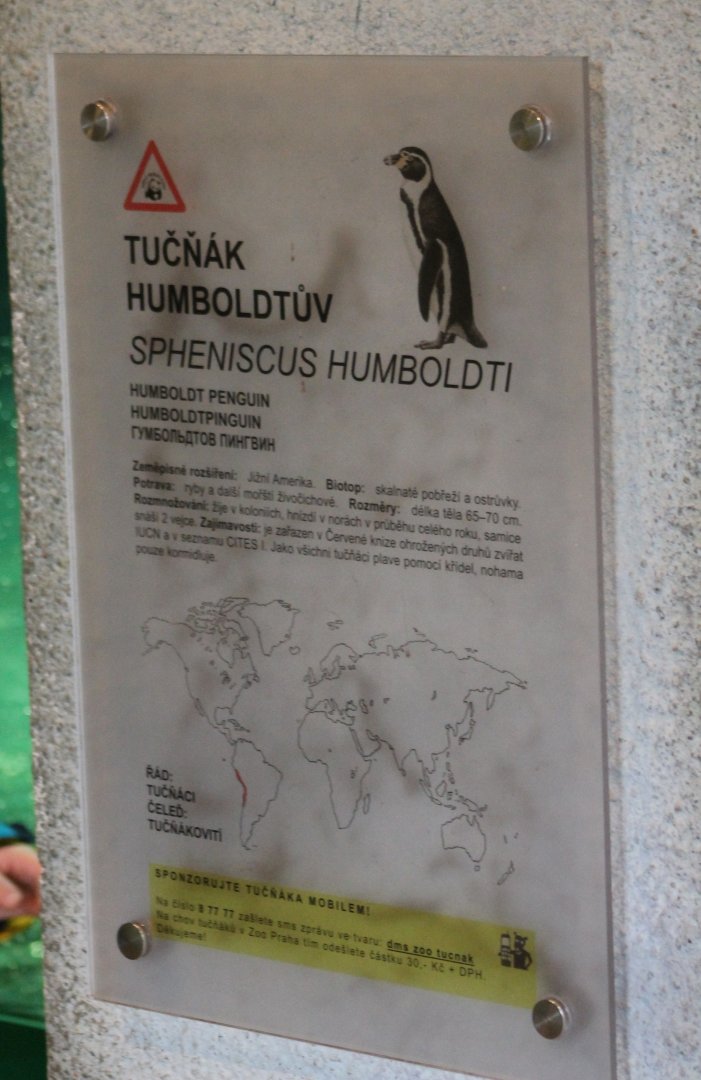 TUČŇÁK
HUMBOLDTŮV
SPHENISCUS HUMBOLDTI
HUMBOLDT PENGUIN
HUMBOLDTPINGUIN
ГУМБОЛЬДТОВ ПИНГВИН
Zeměpisné rozšíření: Jižní Amerika. Biotop: skalnaté pobřeží a ostrůvky.
Potrava: ryby a další mořští živočichové. Rozměry: délka těla 65–70 cm.
Rozmnožování: žije v koloniích, hnízdí v norách v průběhu celého roku, samice
snáší 2 vejce. Zajímavosti: je zařazen v Červené knize ohrožených druhů zvířat
IUCN a v seznamu CITES I. Jako všichni tučňáci plave pomocí křídel, nohama
pouze kormidluje.
ŘÁD:
TUČŇÁCI
ČELEĎ:
TUČŇÁKOVITÍ
SPONZORUJTE TUČŇÁKA MOBILEM!
Na číslo 8 77 77 zašlete sms zprávu ve tvaru: dms zoo tucnak
Na chov tučňáků v Zoo Praha tím odešlete částku 30,- Kč + DPH.
Děkujeme!